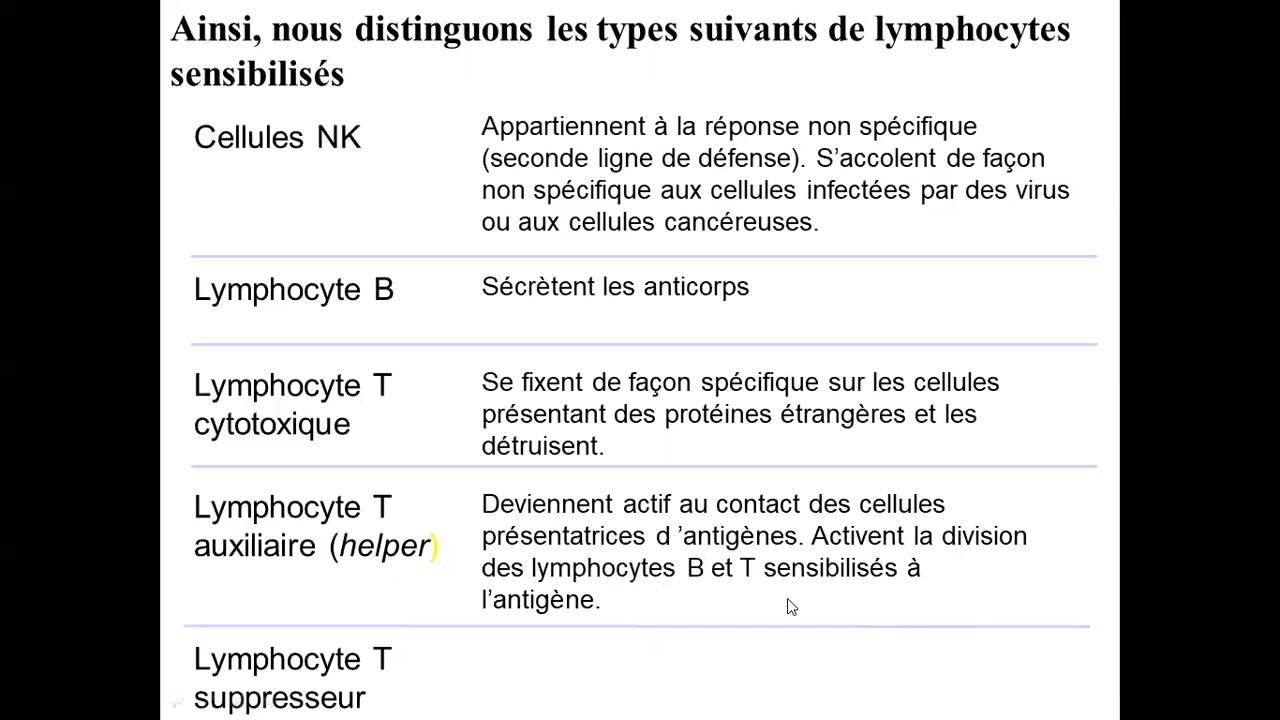 Ainsi, nous distinguons les types suivants de lymphocytes
sensibilisés
Cellules NK
Appartiennent à la réponse non spécifique
(seconde ligne de défense). S’accolent de façon
non spécifique aux cellules infectées par des virus
ou aux cellules cancéreuses.
Lymphocyte B
Sécrètent les anticorps
Lymphocyte T
cytotoxique
Se fixent de façon spécifique sur les cellules
présentant des protéines étrangères et les
détruisent.
Lymphocyte T
auxiliaire (helper)
Deviennent actif au contact des cellules
présentatrices d ’antigènes. Activent la division
des lymphocytes B et T sensibilisés à
l’antigène.
Lymphocyte T
suppresseur